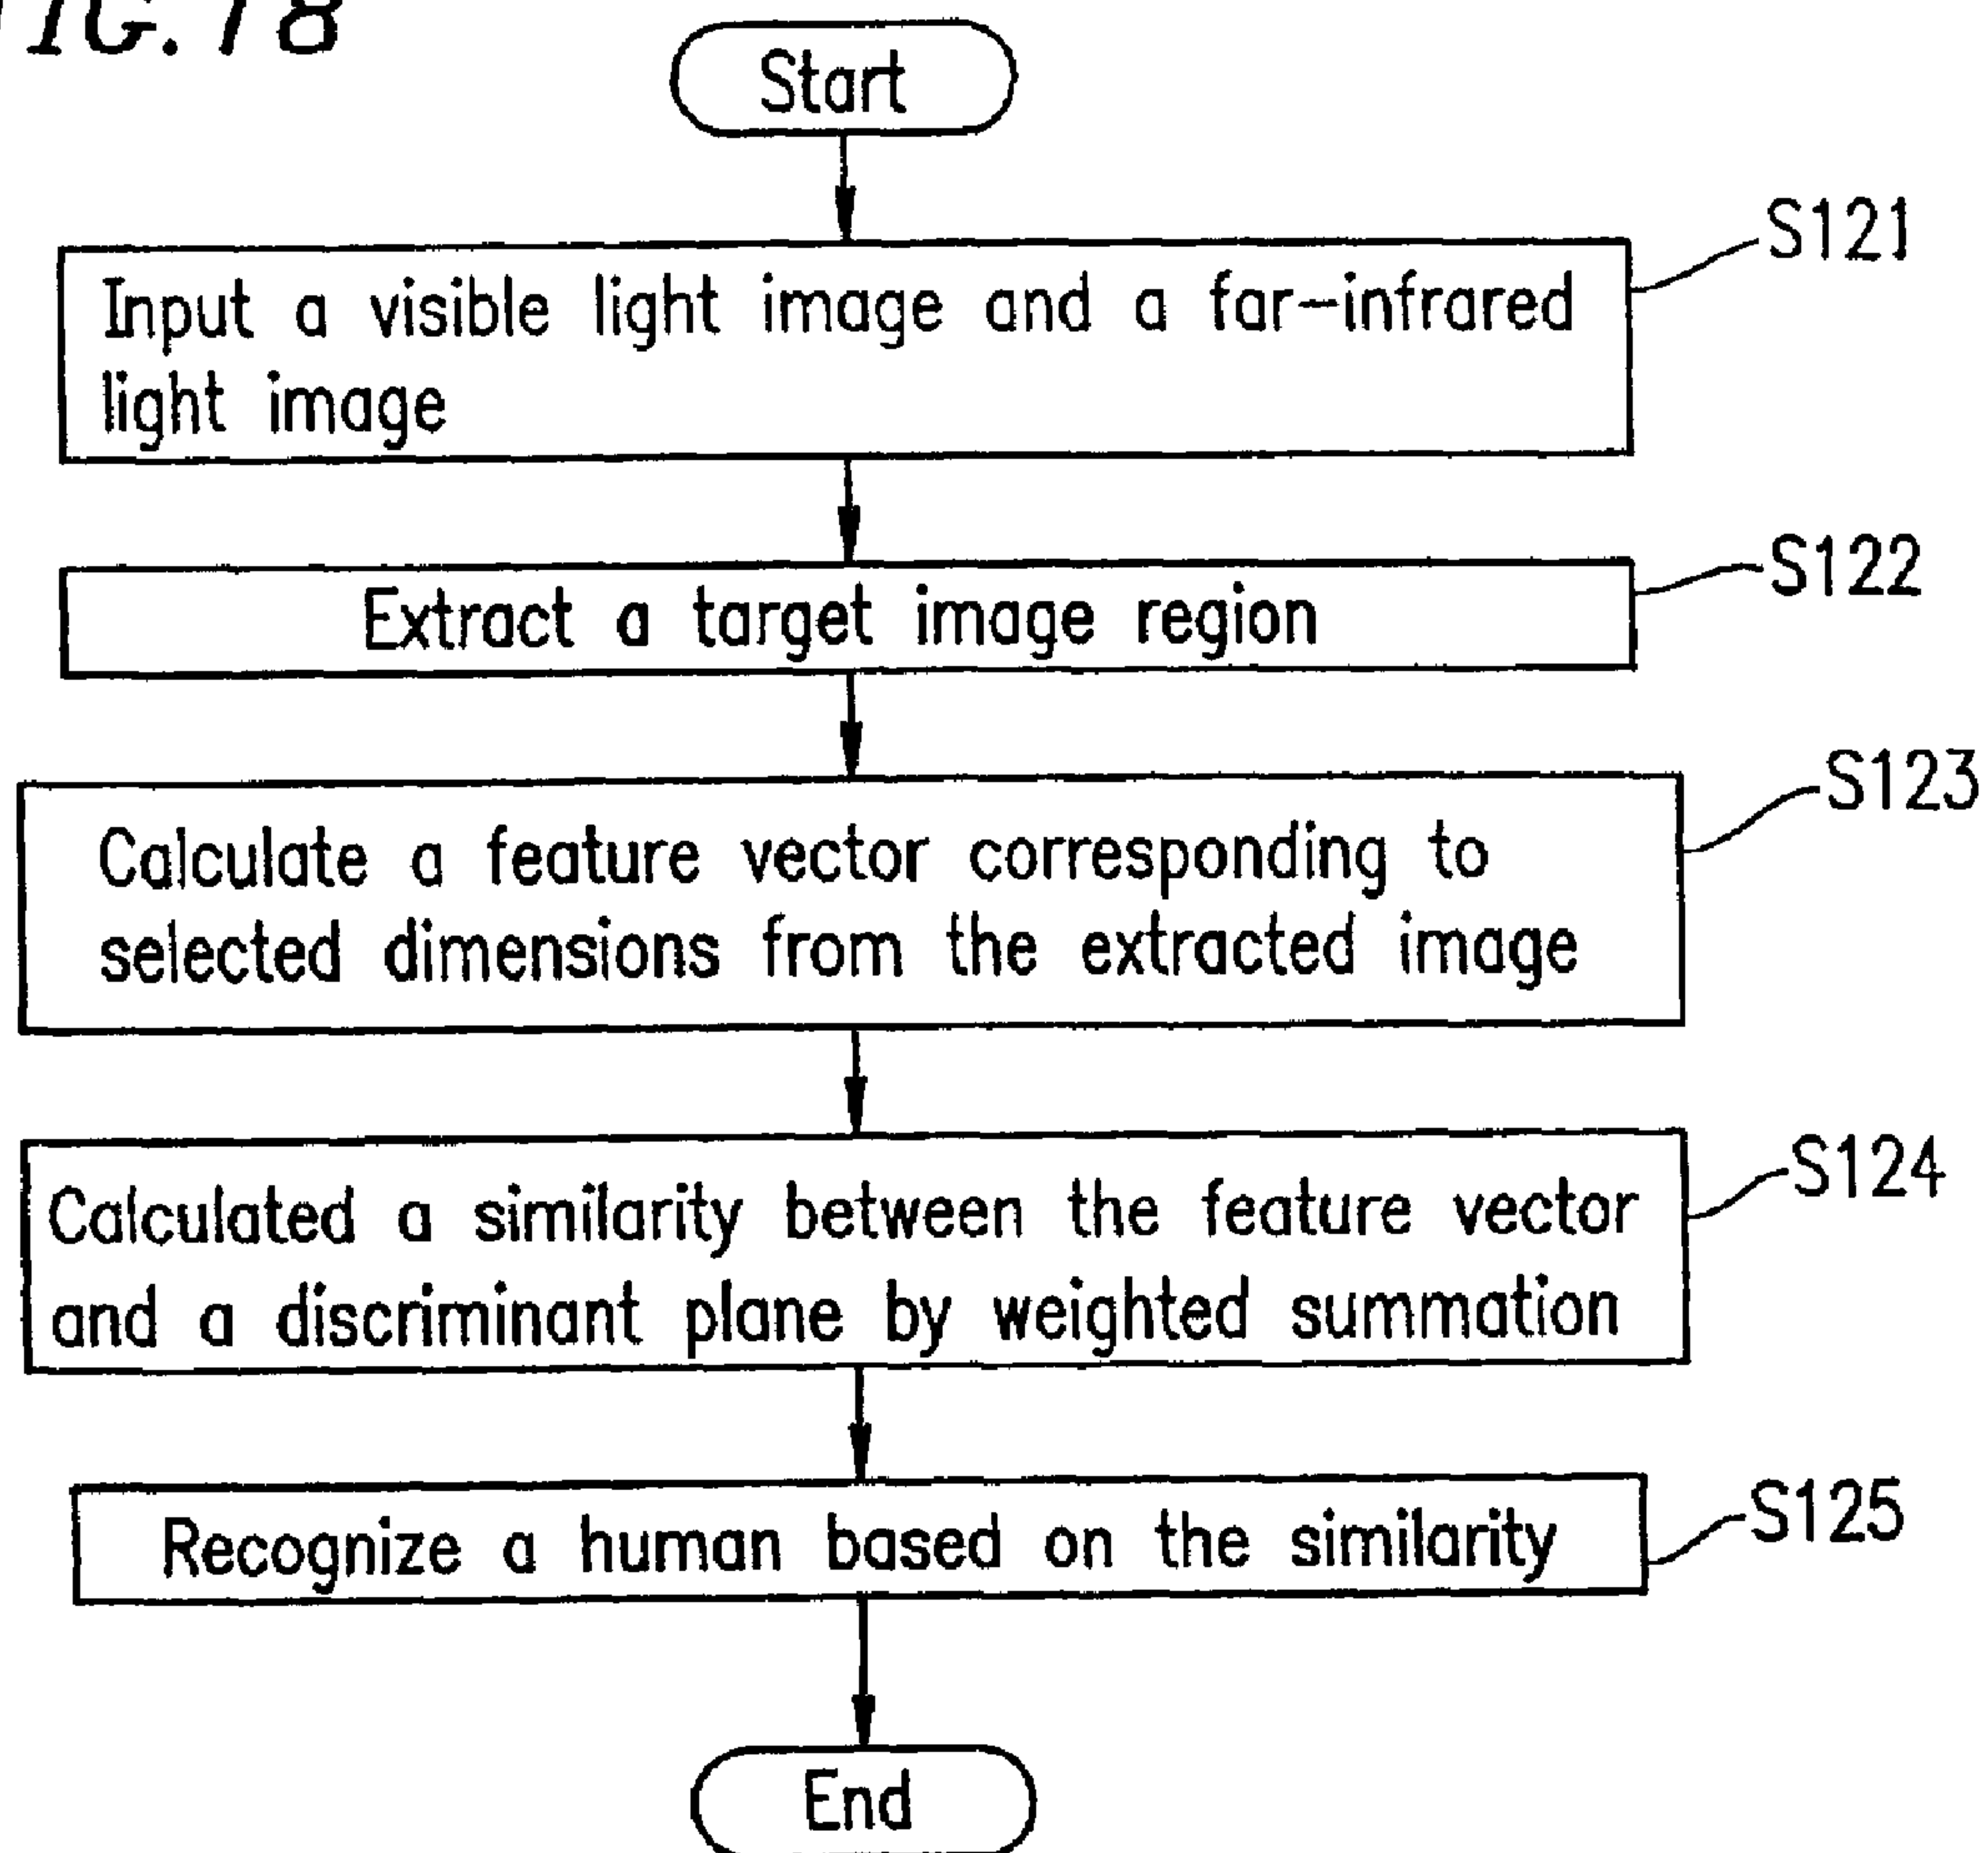 FIG. 18
Start
S121
Input a visible light image and a far-infrared
light image
S122
Extract a target image region
S123
Calculate a feature vector corresponding to
selected dimensions from the extracted image
S124
Calculated a similarity between the feature vector
and a discriminant plane by weighted summation
S125
Recognize a human based on the similarity
End